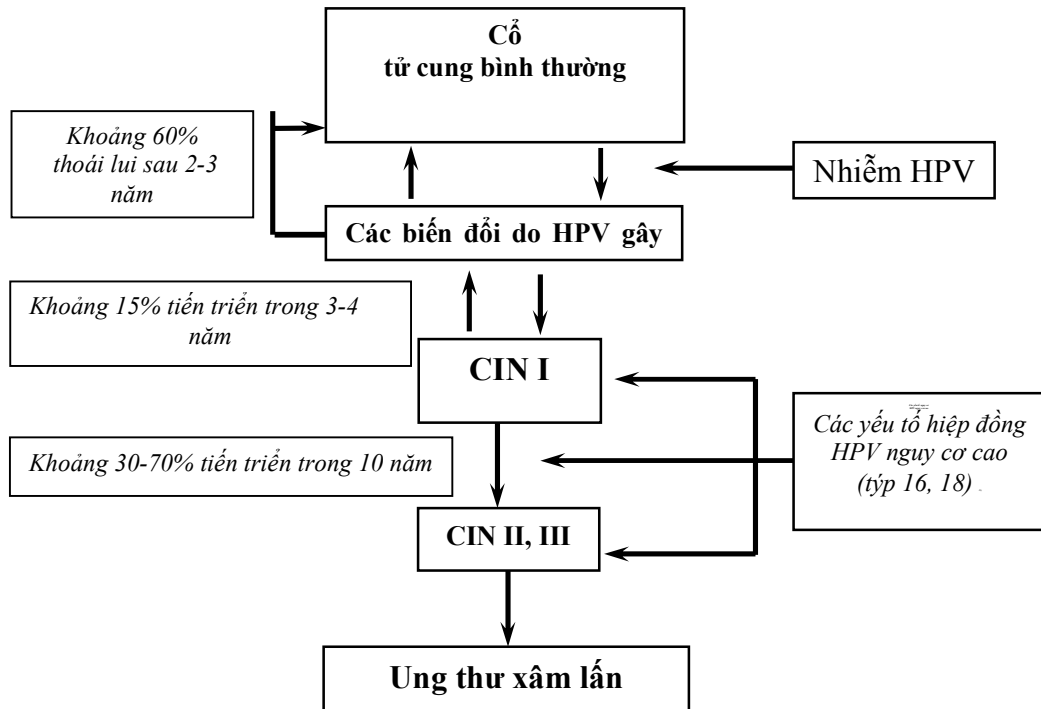 Cổ
tử cung bình thường
Khoảng 60%
thoái lui sau 2-3
năm
Nhiễm HPV
Các biến đổi do HPV gây
Khoảng 15% tiến triển trong 3-4
năm
CIN I
Các yếu tố hiệp đồng
HPV nguy cơ cao
(týp 16, 18) .
Khoảng 30-70% tiến triển trong 10 năm
CIN II, III
Ung thư xâm lấn